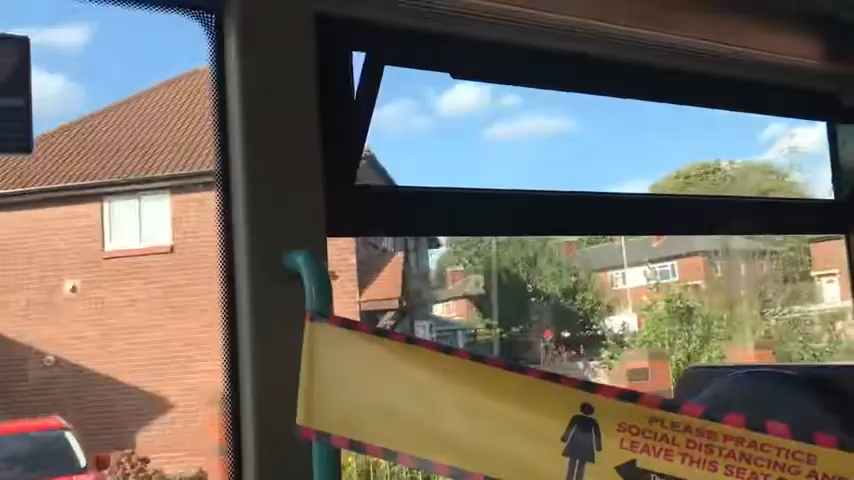 PLEASE PRACTICE
SOCIAL DISTANCING AND
LEAVE THIS SEAT